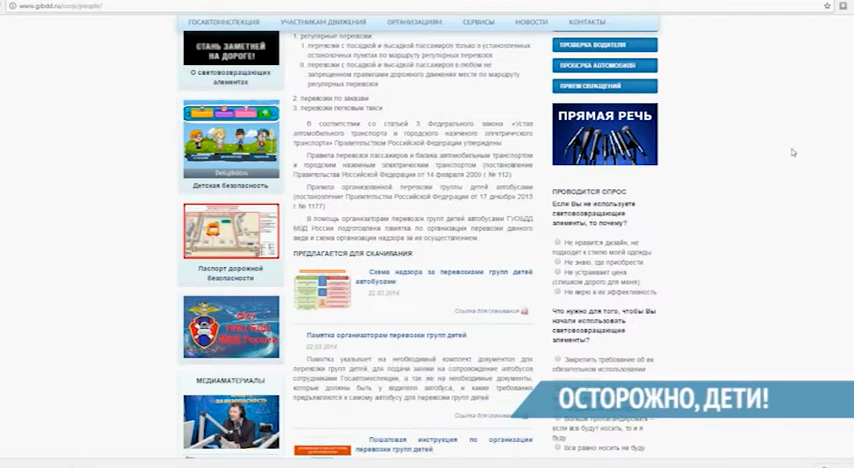 www.gibdd.ru/corp/people/
ГОСАВТОИНСПЕКЦИЯ
УЧАСТНИКАМ ДВИЖЕНИЯ
ОРГАНИЗАЦИЯМ
СЕРВИСЫ
НОВОСТИ
КОНТАКТЫ
СТАНЬ ЗАМЕТНЕЙ
НА ДОРОГЕ!
О световозвращающих
элементах
Deti.gibdd.ru
Детская безопасность
Паспорт дорожной
безопасности
МЕДИАМАТЕРИАЛЫ
1. регулярные перевозки
I. перевозки с посадкой и высадкой пассажиров только в установленных
остановочных пунктах по маршруту регулярных перевозок
II. перевозки с посадкой и высадкой пассажиров в любом не
запрещенном правилами дорожного движения месте по маршруту
регулярных перевозок
2. перевозки по заказам
3. перевозки легковым такси
В соответствии со статьей 3 Федерального закона «Устав
автомобильного транспорта и городского наземного электрического
транспорта» Правительством Российской Федерации утверждены
Правила перевозок пассажиров и багажа автомобильным транспортом
и городским наземным электрическим транспортом (постановление
Правительства Российской Федерации от 14 февраля 2009 г. № 112)
Правила организованной перевозки группы детей автобусами
(постановление Правительства Российской Федерации от 17 декабря 2013
г. № 1177)
В помощь организаторам перевозок групп детей автобусами ГУОБДД
МВД России подготовлена памятка по организации перевозки данного
вида и схема организации надзора за их осуществлением.
ПРЕДЛАГАЕТСЯ ДЛЯ СКАЧИВАНИЯ
Схема надзора за перевозками групп детей
автобусами
22.03.2014
Ссылка для скачивания
Памятка организаторам перевозки групп детей
22.03.2014
Памятка указывает на необходимый комплект документов для
перевозки групп детей, для подачи заявки на сопровождение автобусов
сотрудниками Госавтоинспекции, а так же на необходимые документы,
которые должны быть у водителя автобуса, и какие требования
предъявляются к самому автобусу для перевозки групп детей
Ссылка для скачивания
Пошаговая инструкция по организации
перевозки групп детей
ПРОВЕРКА ВОДИТЕЛЯ
ПРОВЕРКА АВТОМОБИЛЯ
ПРИЕМ ОБРАЩЕНИЙ
ПРЯМАЯ РЕЧЬ
ПРОВОДИТСЯ ОПРОС
Если Вы не используете
световозвращающие
элементы, то почему?
Не нравится дизайн, не
подходит к стилю моей одежды
Не знаю, где приобрести
Не устраивает цена
(слишком дорого для меня)
Не верю в их эффективность
Что нужно для того, чтобы Вы
начали использовать
световозвращающие
элементы?
Закрепить требование об их
обязательном использовании
ОСТОРОЖНО, ДЕТИ!
если все будут носить, то и я
буду
Все равно носить не буду